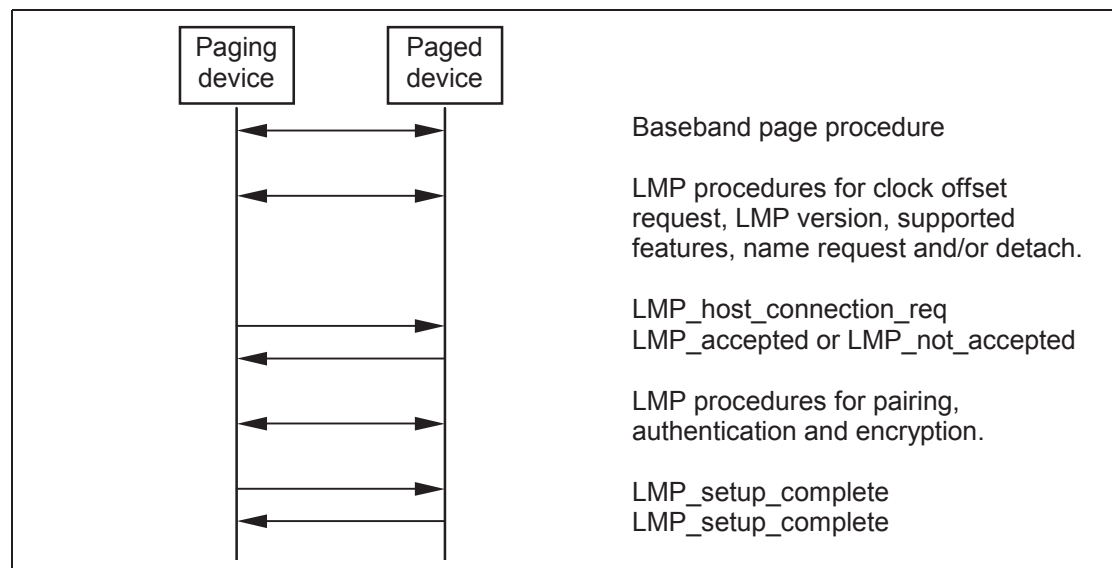 Paging
device
Paged
device
Baseband page procedure
LMP procedures for clock offset
request, LMP version, supported
features, name request and/or detach.
LMP_host_connection_req
LMP_accepted or LMP_not_accepted
LMP procedures for pairing,
authentication and encryption.
LMP_setup_complete
LMP_setup_complete